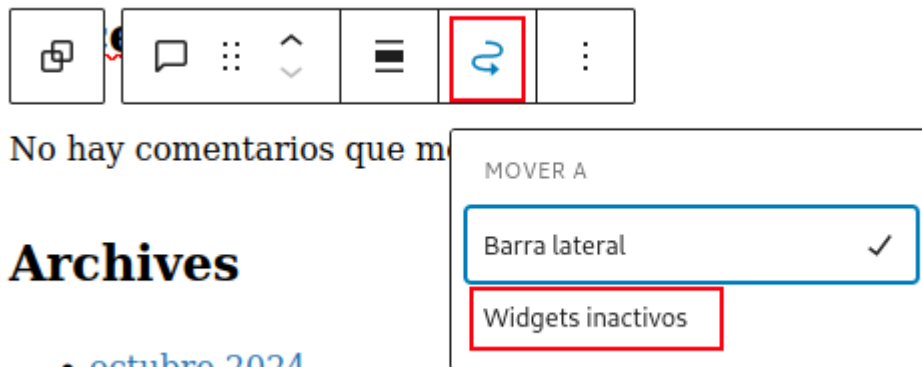 No hay comentarios que
MOVER A
Barra lateral
Archives
Widgets inactivos
octubre 2024